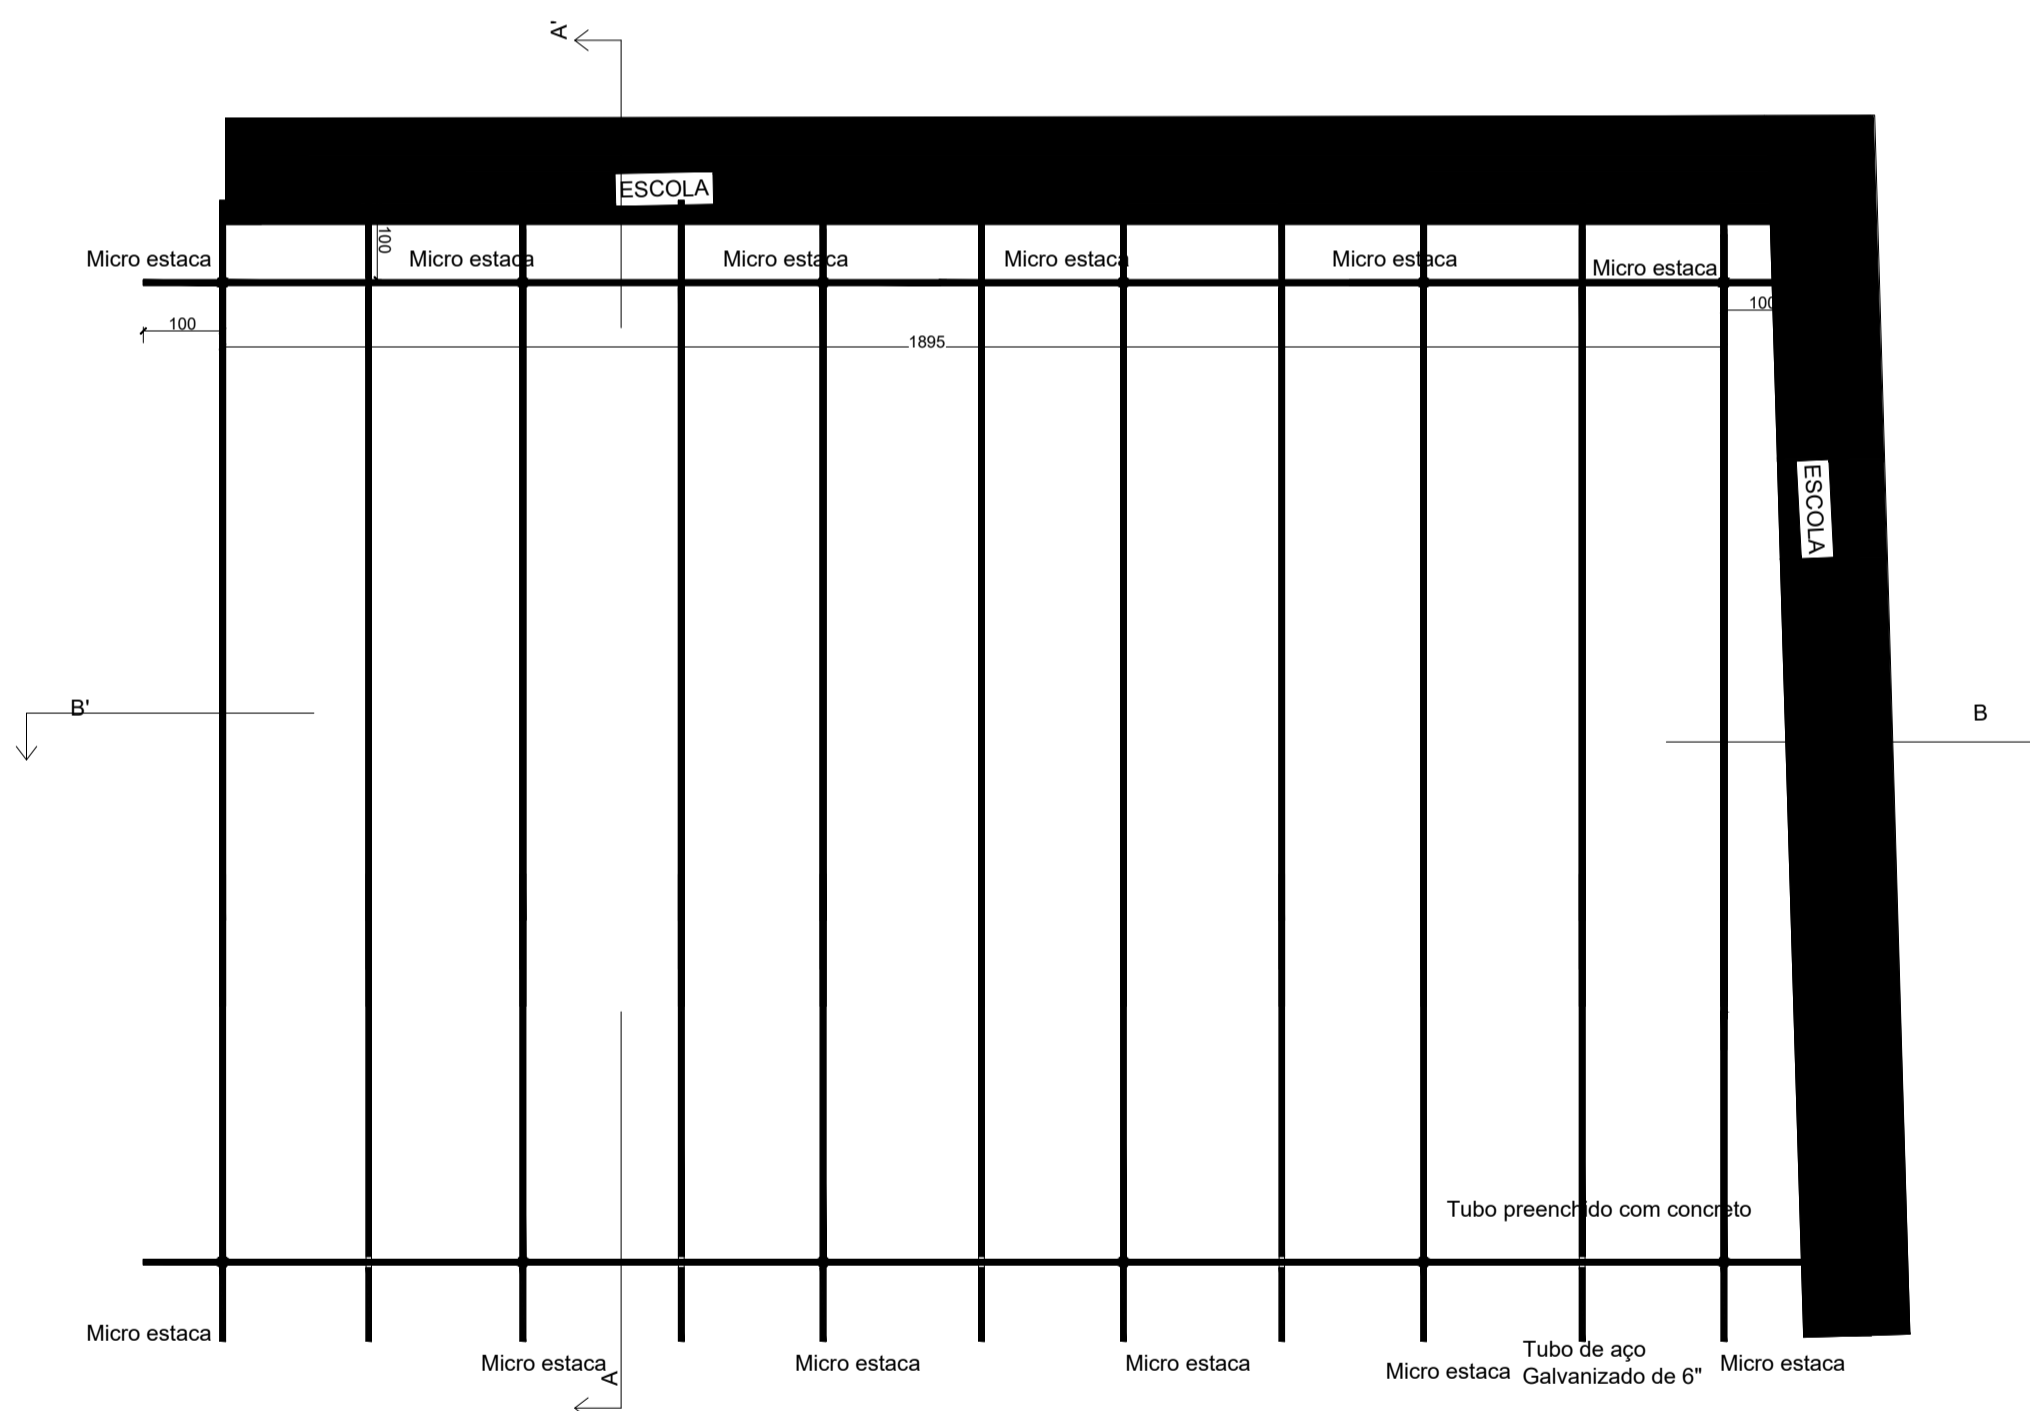 A'
ESCOLA
Micro estaca
100
Micro estaca
Micro estaca
Micro estaca
Micro estaca
Micro estaca
100
100
1895
ESCOLA
B'
B
Tubo preenchido com concreto
Micro estaca
Micro estaca
A
Micro estaca
Micro estaca
Micro estaca
Tubo de aço
Galvanizado de 6"
Micro estaca